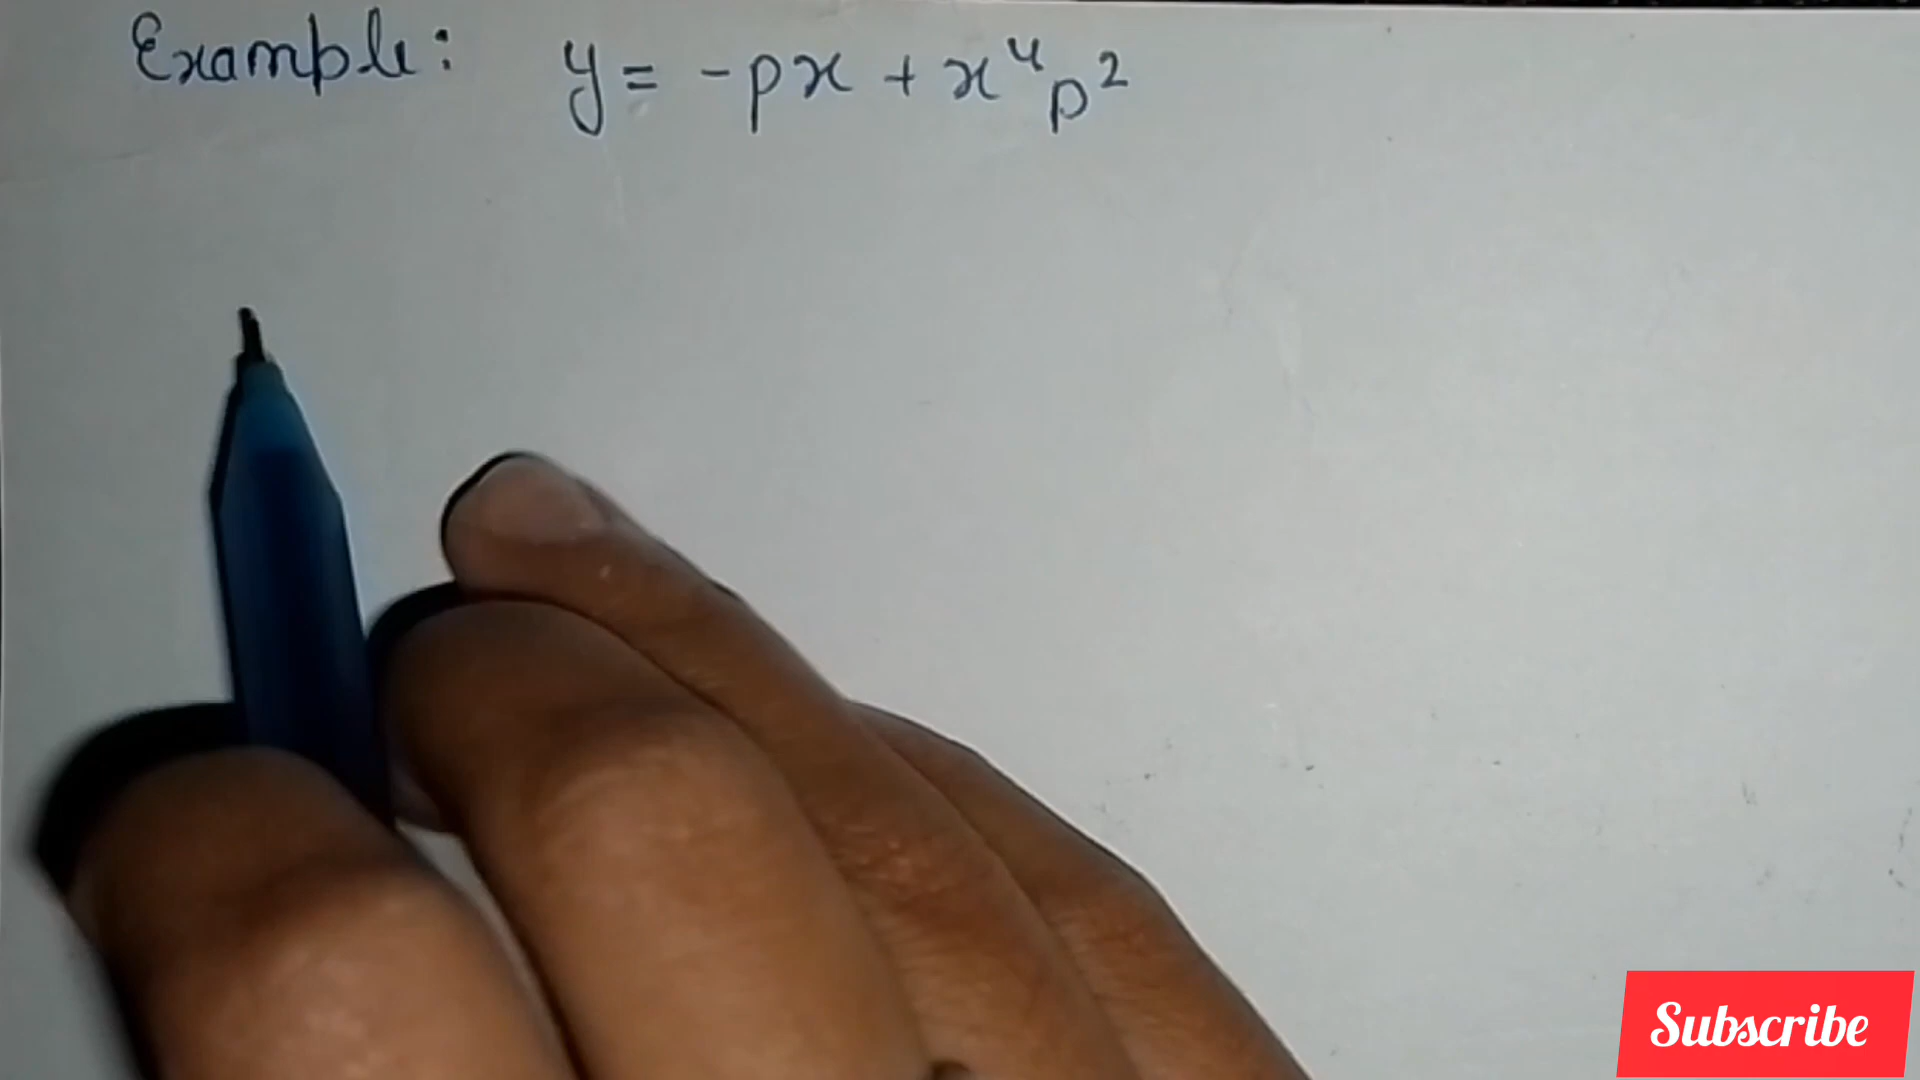 Example: y = -px + x⁴p²
Subscribe